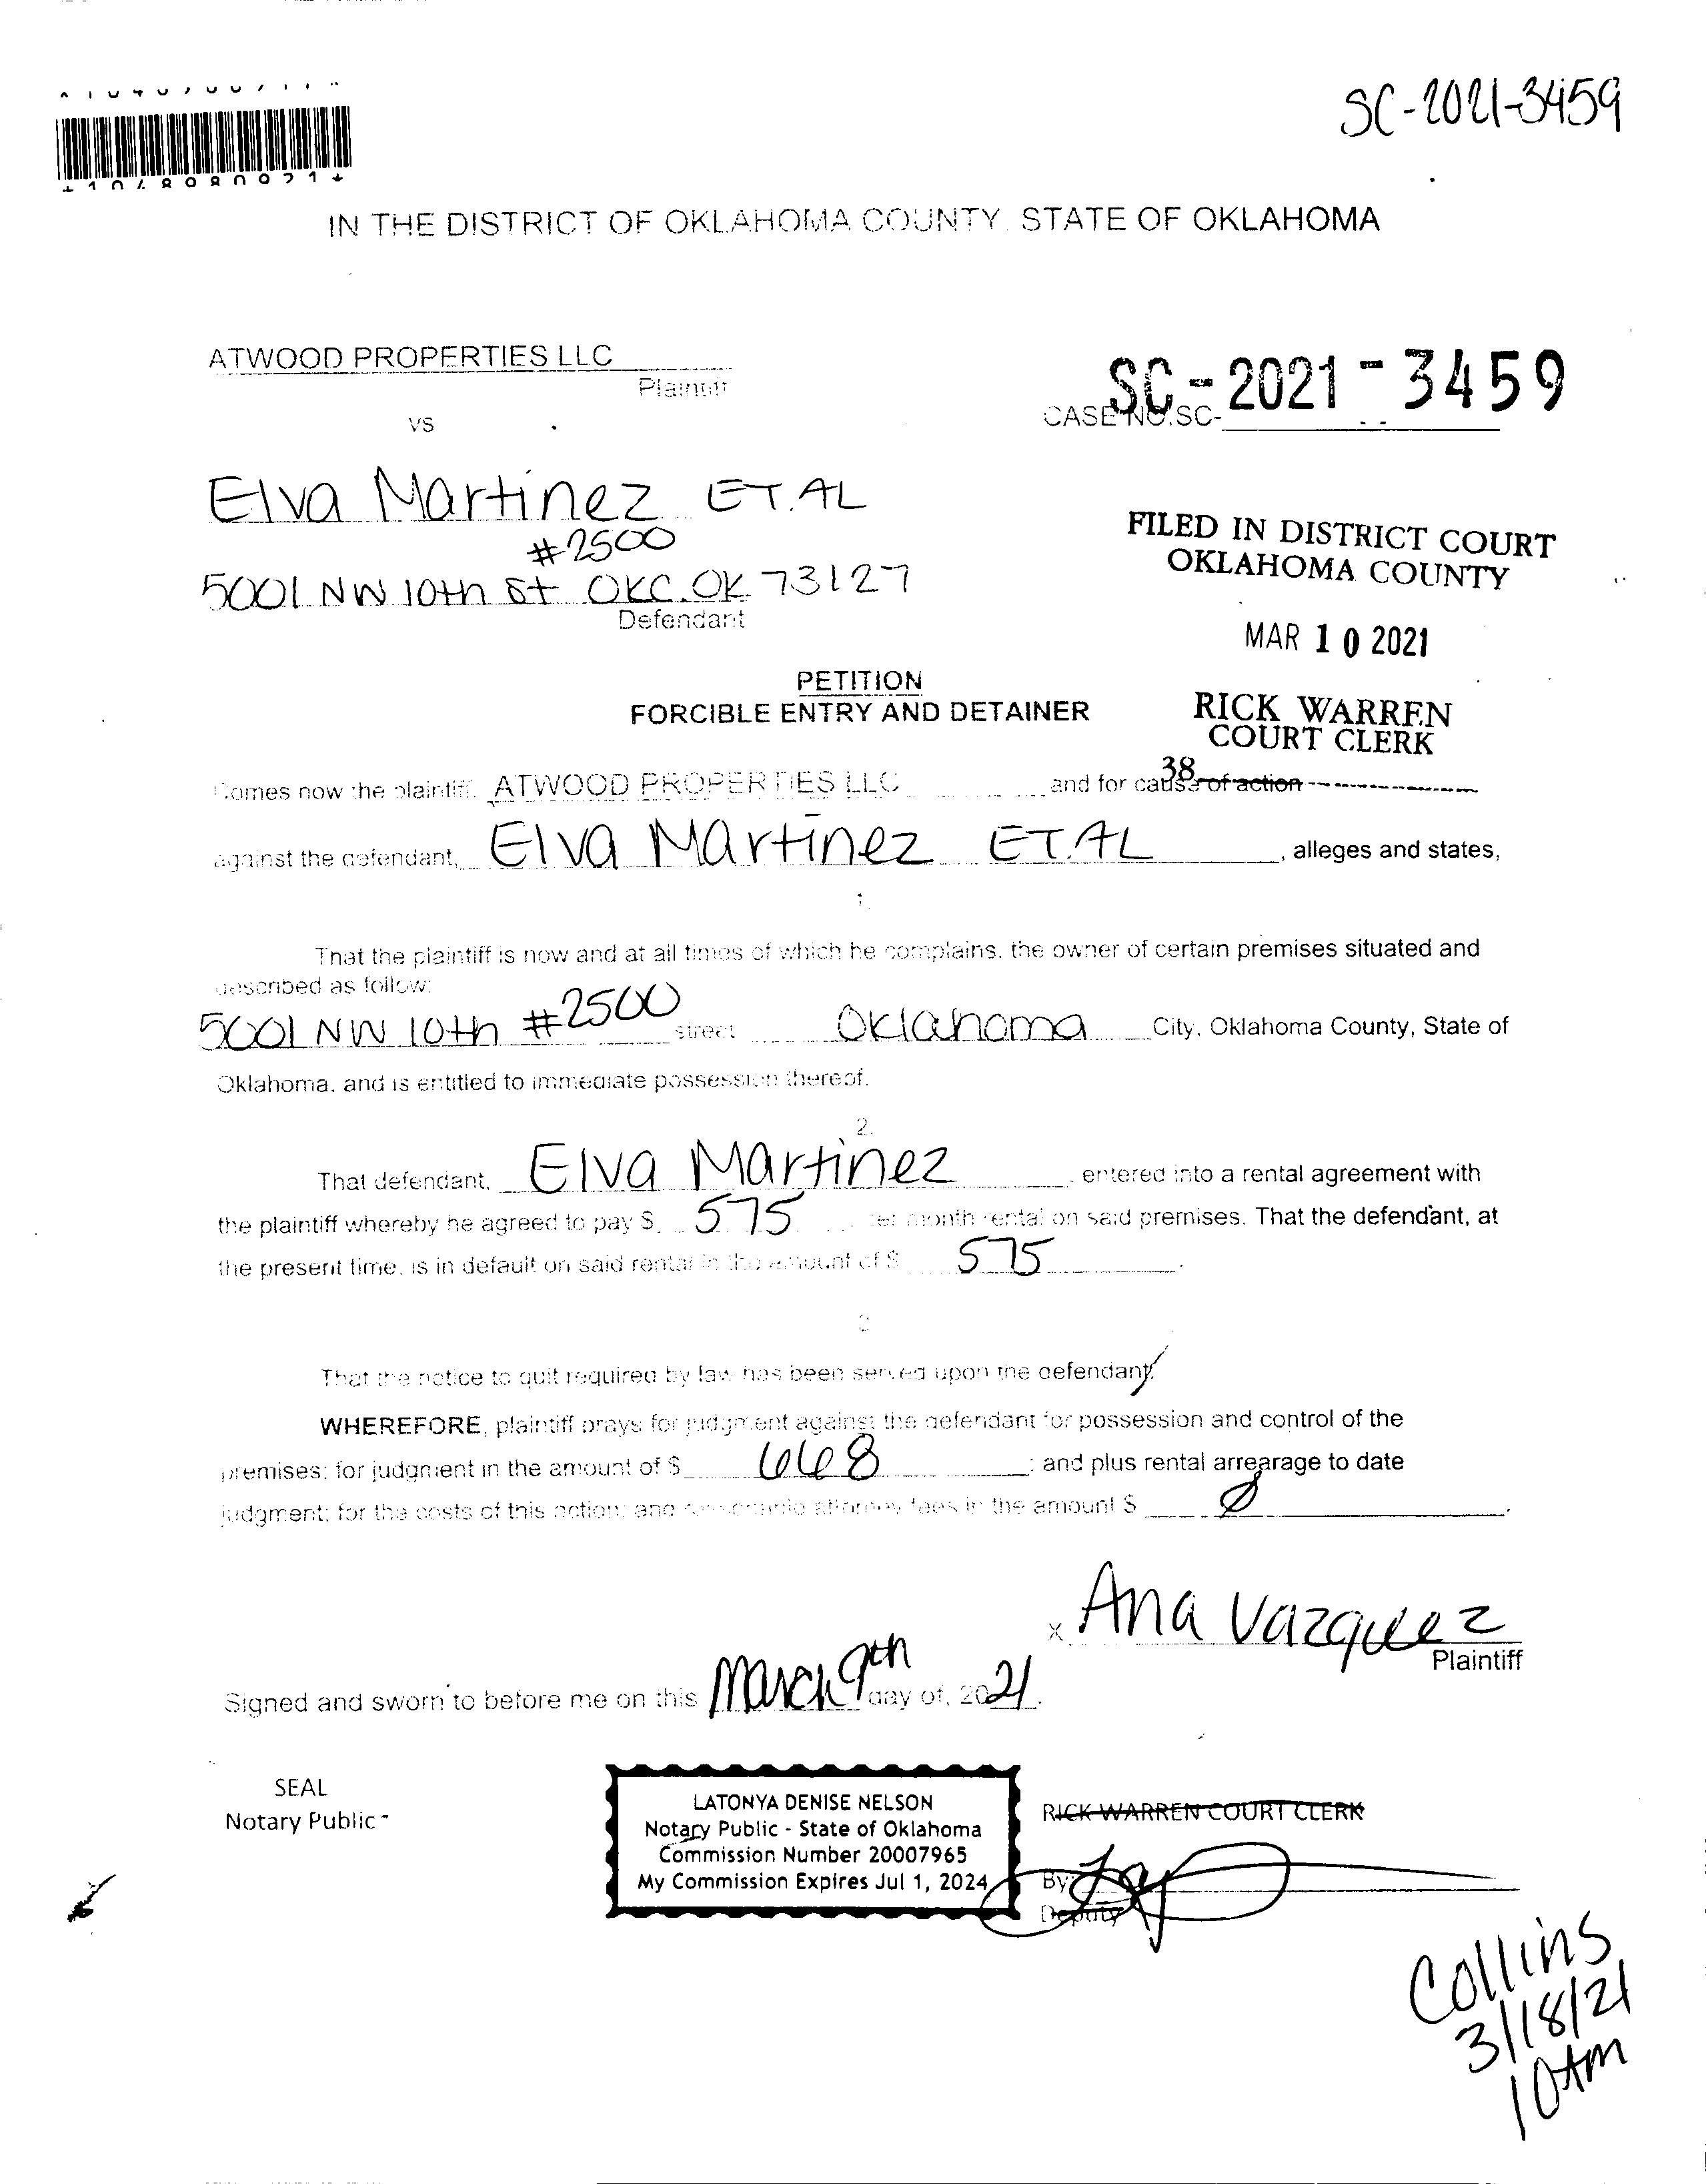 SC-2021-3459
IN THE DISTRICT OF OKLAHOMA COUNTY, STATE OF OKLAHOMA
ATWOOD PROPERTIES LLC
Plaintiff
SC-2021-3459
VS
CASE NO.SC-
Elva Martinez ET.AL
#2500
5001 NW 10th St OKC.OK 73127
Defendant
FILED IN DISTRICT COURT
OKLAHOMA COUNTY
MAR 10 2021
PETITION
FORCIBLE ENTRY AND DETAINER
RICK WARREN
COURT CLERK
38
Comes now the plaintiff, ATWOOD PROPERTIES LLC and for cause of action
against the defendant, Elva Martinez ET.AL, alleges and states,
1.
That the plaintiff is now and at all times of which he complains, the owner of certain premises situated and
described as follow:
5001 NW 10th #2500 street Oklahoma City, Oklahoma County, State of
Oklahoma, and is entitled to immediate possession thereof.
2.
That defendant, Elva Martinez entered into a rental agreement with
the plaintiff whereby he agreed to pay $ 575 per month rental on said premises. That the defendant, at
the present time, is in default on said rental in the amount of $ 575.
3
That the notice to quit required by law has been served upon the defendant.
WHEREFORE, plaintiff prays for judgment against the defendant for possession and control of the
premises: for judgment in the amount of $ 668; and plus rental arrearage to date
judgment: for the costs of this action: and reasonable attorney fees in the amount $ 0.
x Ana Vazquez
Plaintiff
Signed and sworn to before me on this March 9th day of, 2021.
SEAL
Notary Public -
LATONYA DENISE NELSON
Notary Public - State of Oklahoma
Commission Number 20007965
My Commission Expires Jul 1, 2024
RICK WARREN COURT CLERK
By:
Deputy
Collins
3/18/21
10Am